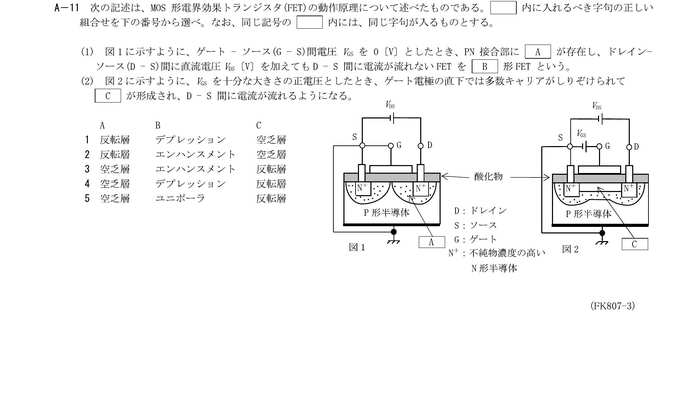 A-11 次の記述は、MOS 形電界効果トランジスタ(FET)の動作原理について述べたものである。 内に入れるべき字句の正しい
組合せを下の番号から選べ。なお、同じ記号の 内には、同じ字句が入るものとする。
(1) 図1に示すように、ゲート - ソース(G - S)間電圧 VGS を 0 [V] としたとき、PN 接合部に A が存在し、ドレイン-
ソース(D - S)間に直流電圧 VDS [V] を加えても D - S 間に電流が流れない FET を B 形 FET という。
(2) 図2に示すように、VGS を十分な大きさの正電圧としたとき、ゲート電極の直下では多数キャリアがしりぞけられて
C が形成され、D - S 間に電流が流れるようになる。
A B C
1 反転層 デプレッション 空乏層
2 反転層 エンハンスメント 空乏層
3 空乏層 エンハンスメント 反転層
4 空乏層 デプレッション 反転層
5 空乏層 ユニポーラ 反転層
VDS
S G D
N+ N+
P 形半導体
図1
A
酸化物
D:ドレイン
S:ソース
G:ゲート
N+:不純物濃度の高い
N 形半導体
VDS
S VGS G D
N+ N+
P 形半導体
図2
C
(FK807-3)